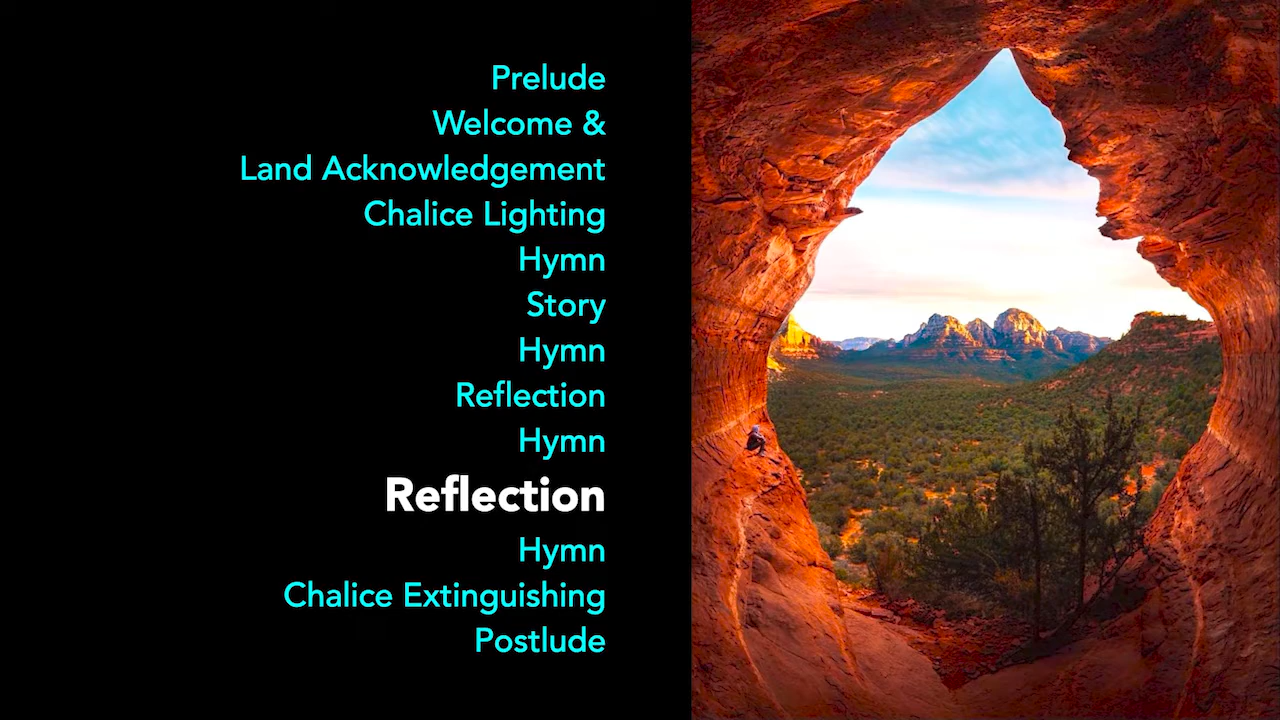 Prelude
Welcome &
Land Acknowledgement
Chalice Lighting
Hymn
Story
Hymn
Reflection
Hymn
Reflection
Hymn
Chalice Extinguishing
Postlude